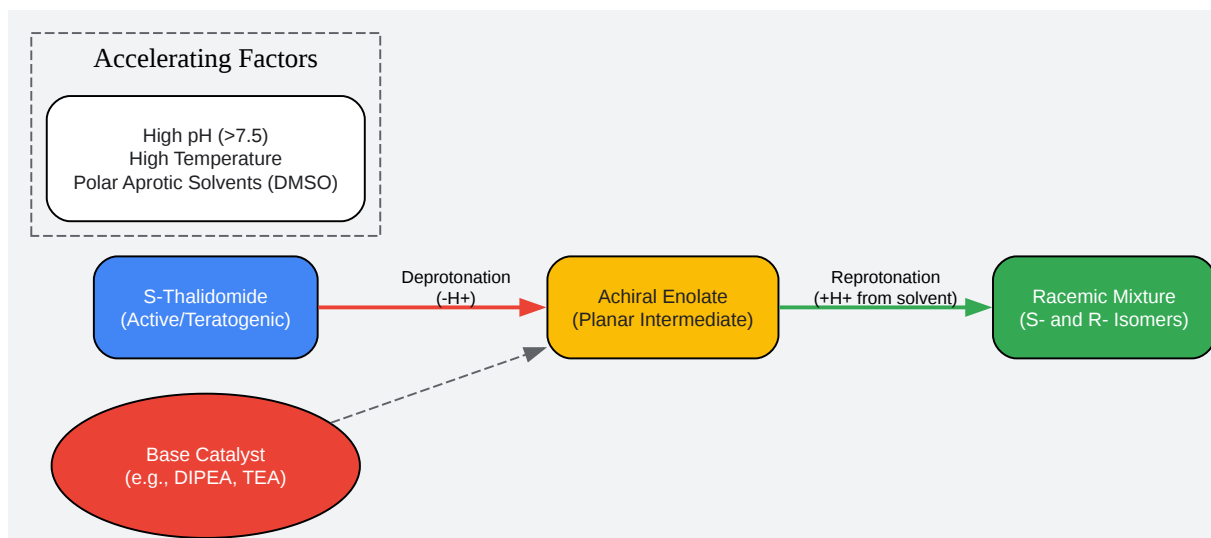 Accelerating Factors
High pH (>7.5)
High Temperature
Polar Aprotic Solvents (DMSO)
S-Thalidomide
(Active/Teratogenic)
Deprotonation
(-H+)
Achiral Enolate
(Planar Intermediate)
Reprotonation
(+H+ from solvent)
Racemic Mixture
(S- and R- Isomers)
Base Catalyst
(e.g., DIPEA, TEA)